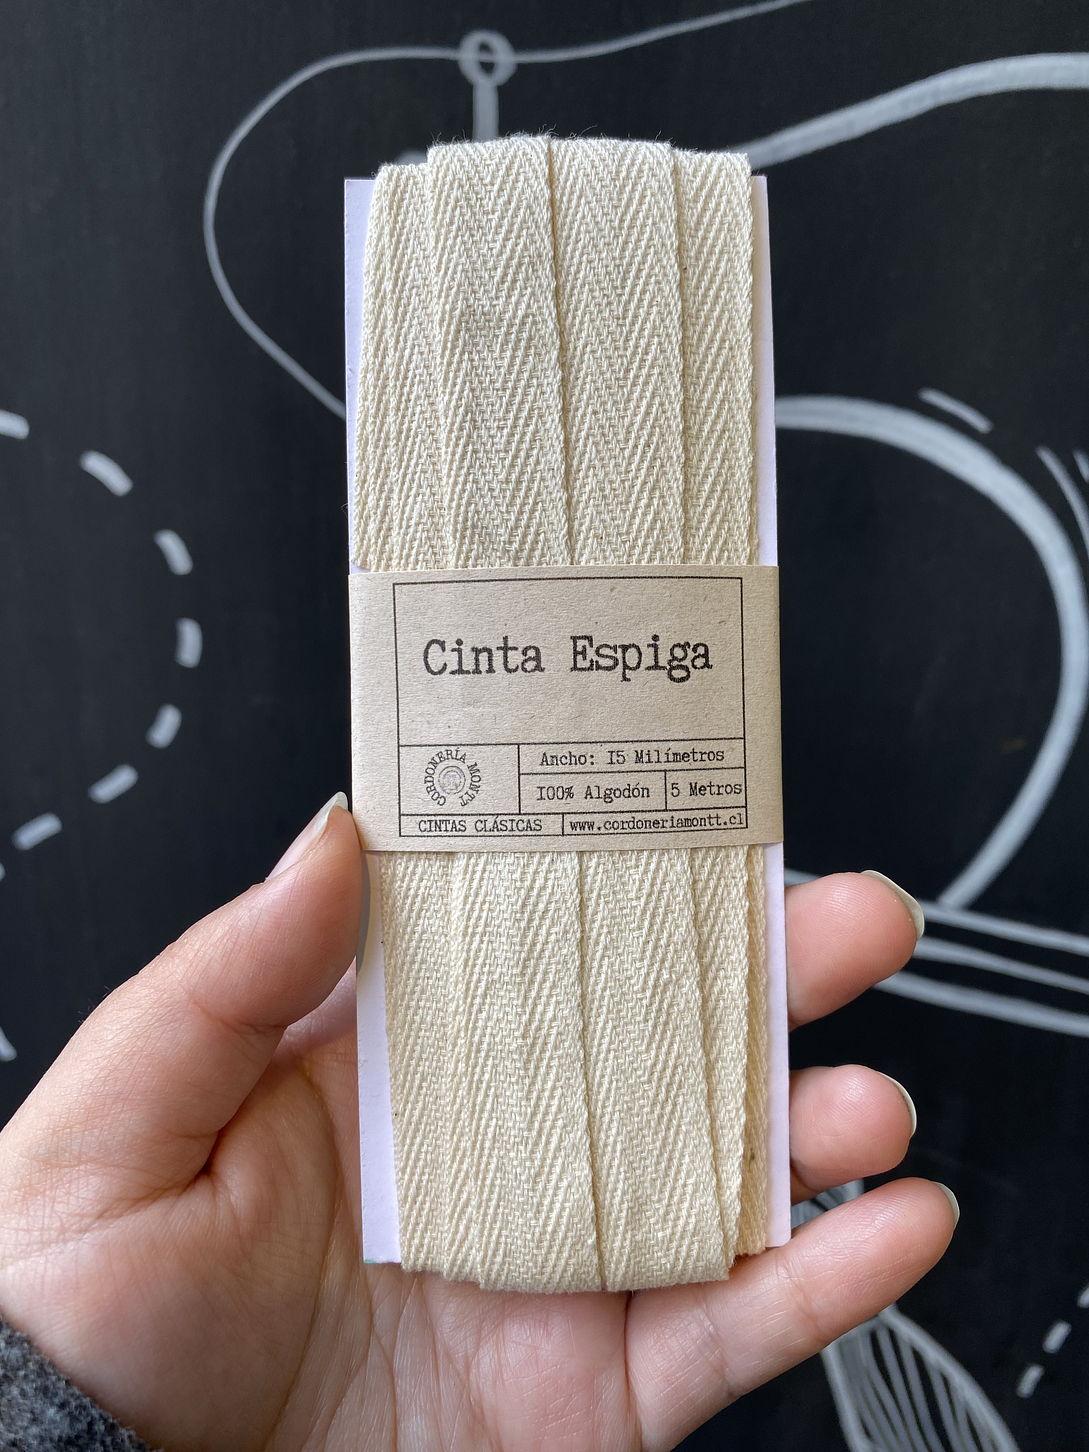 Cinta Espiga
CORDONERÍA MONTT
Ancho: 15 Milímetros
100% Algodón
5 Metros
CINTAS CLÁSICAS
www.cordoneriamontt.cl